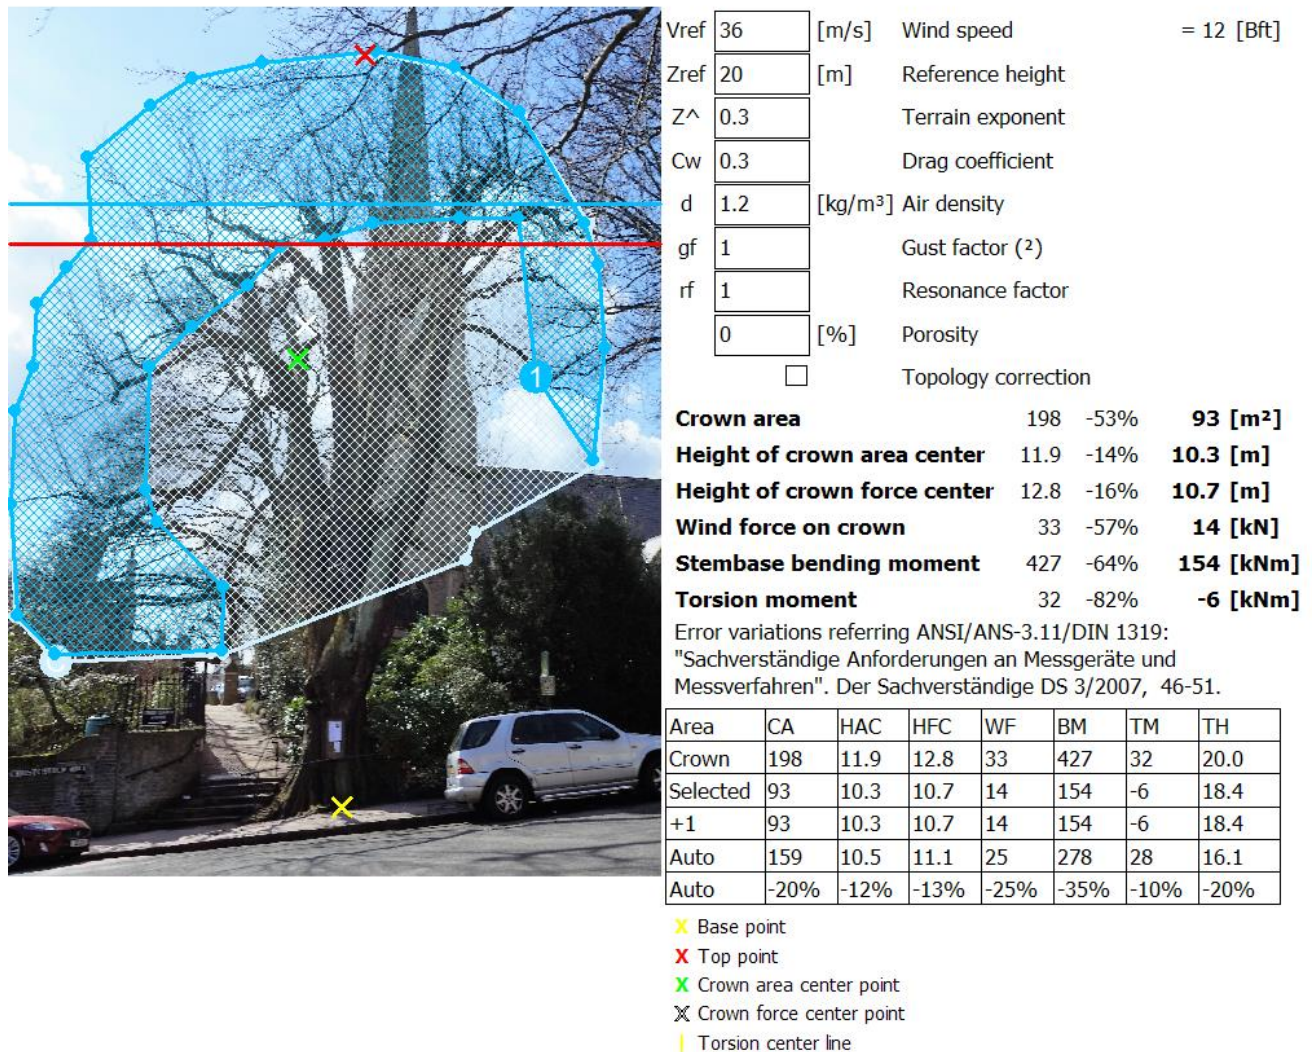 Vref 36 [m/s] Wind speed = 12 [Bft]
Zref 20 [m] Reference height
Z^ 0.3 Terrain exponent
Cw 0.3 Drag coefficient
d 1.2 [kg/m³] Air density
gf 1 Gust factor (²)
rf 1 Resonance factor
0 [%] Porosity
Topology correction
1
Crown area 198 -53% 93 [m²]
Height of crown area center 11.9 -14% 10.3 [m]
Height of crown force center 12.8 -16% 10.7 [m]
Wind force on crown 33 -57% 14 [kN]
Stembase bending moment 427 -64% 154 [kNm]
Torsion moment 32 -82% -6 [kNm]
Error variations referring ANSI/ANS-3.11/DIN 1319:
"Sachverständige Anforderungen an Messgeräte und
Messverfahren". Der Sachverständige DS 3/2007, 46-51.
Area CA HAC HFC WF BM TM TH
Crown 198 11.9 12.8 33 427 32 20.0
Selected 93 10.3 10.7 14 154 -6 18.4
+1 93 10.3 10.7 14 154 -6 18.4
Auto 159 10.5 11.1 25 278 28 16.1
Auto -20% -12% -13% -25% -35% -10% -20%
X Base point
X Top point
X Crown area center point
X Crown force center point
| Torsion center line